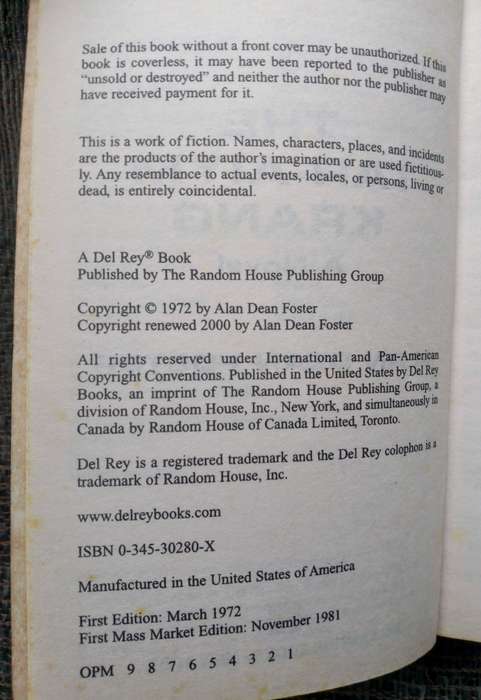 Sale of this book without a front cover may be unauthorized. If this
book is coverless, it may have been reported to the publisher as
“unsold or destroyed” and neither the author nor the publisher may
have received payment for it.
This is a work of fiction. Names, characters, places, and incidents
are the products of the author’s imagination or are used fictitious-
ly. Any resemblance to actual events, locales, or persons, living or
dead, is entirely coincidental.
A Del Rey® Book
Published by The Random House Publishing Group
Copyright © 1972 by Alan Dean Foster
Copyright renewed 2000 by Alan Dean Foster
All rights reserved under International and Pan-American
Copyright Conventions. Published in the United States by Del Rey
Books, an imprint of The Random House Publishing Group, a
division of Random House, Inc., New York, and simultaneously in
Canada by Random House of Canada Limited, Toronto.
Del Rey is a registered trademark and the Del Rey colophon is a
trademark of Random House, Inc.
www.delreybooks.com
ISBN 0-345-30280-X
Manufactured in the United States of America
First Edition: March 1972
First Mass Market Edition: November 1981
OPM 9 8 7 6 5 4 3 2 1